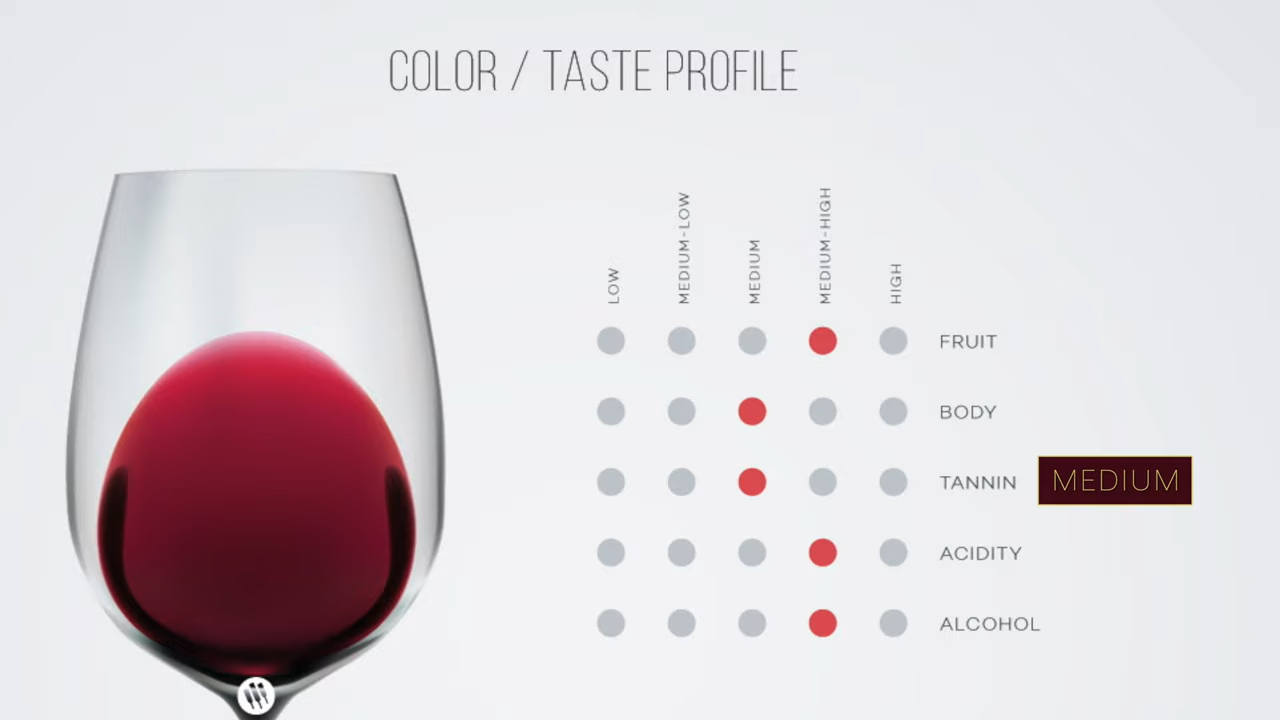 COLOR / TASTE PROFILE
LOW
MEDIUM-LOW
MEDIUM
MEDIUM-HIGH
HIGH
FRUIT
BODY
TANNIN MEDIUM
ACIDITY
ALCOHOL